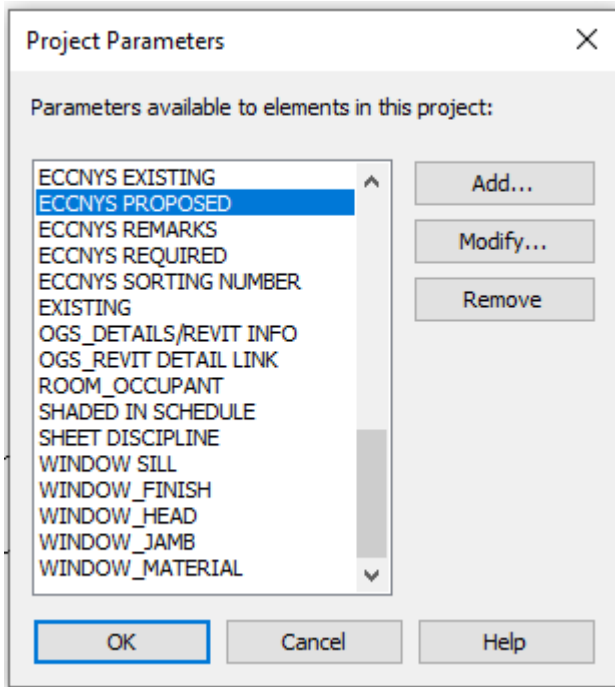 Project Parameters
Parameters available to elements in this project:
ECCNYS EXISTING
ECCNYS PROPOSED
ECCNYS REMARKS
ECCNYS REQUIRED
ECCNYS SORTING NUMBER
EXISTING
OGS_DETAILS/REVIT INFO
OGS_REVIT DETAIL LINK
ROOM_OCCUPANT
SHADED IN SCHEDULE
SHEET DISCIPLINE
WINDOW SILL
WINDOW_FINISH
WINDOW_HEAD
WINDOW_JAMB
WINDOW_MATERIAL
Add...
Modify...
Remove
OK Cancel Help